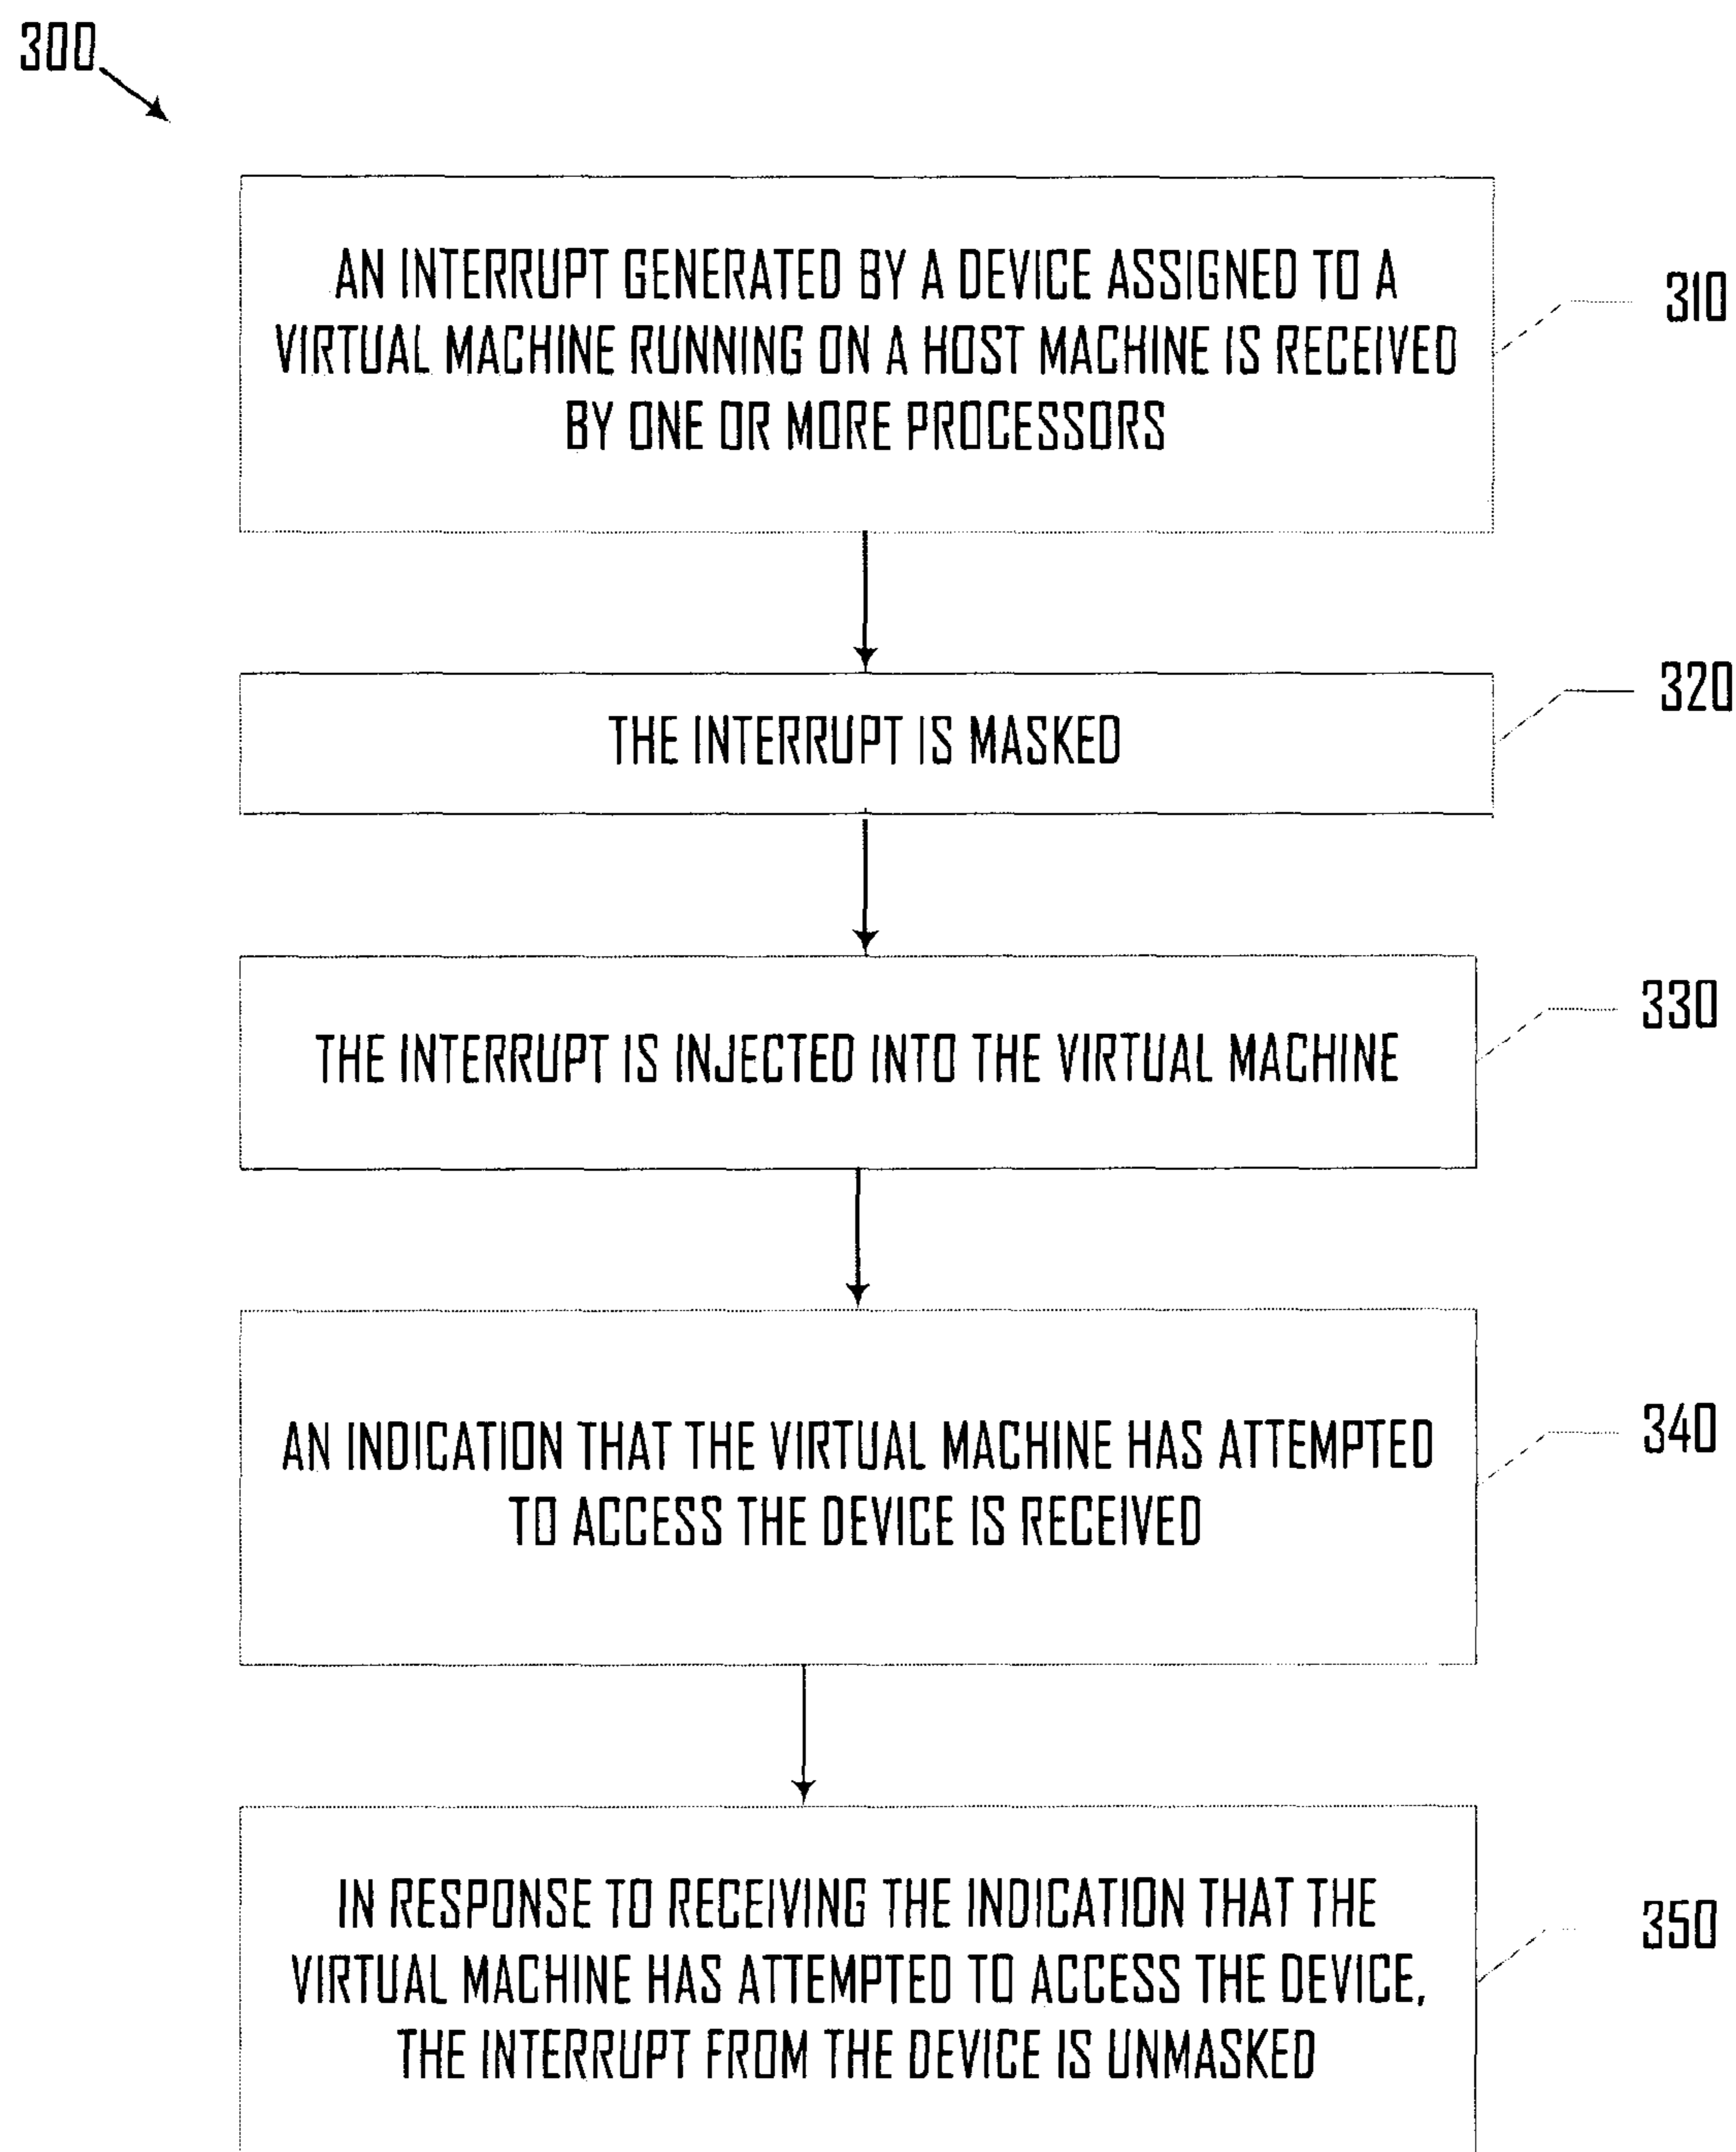 300
AN INTERRUPT GENERATED BY A DEVICE ASSIGNED TO A
VIRTUAL MACHINE RUNNING ON A HOST MACHINE IS RECEIVED
BY ONE OR MORE PROCESSORS
310
THE INTERRUPT IS MASKED
320
THE INTERRUPT IS INJECTED INTO THE VIRTUAL MACHINE
330
AN INDICATION THAT THE VIRTUAL MACHINE HAS ATTEMPTED
TO ACCESS THE DEVICE IS RECEIVED
340
IN RESPONSE TO RECEIVING THE INDICATION THAT THE
VIRTUAL MACHINE HAS ATTEMPTED TO ACCESS THE DEVICE,
THE INTERRUPT FROM THE DEVICE IS UNMASKED
350